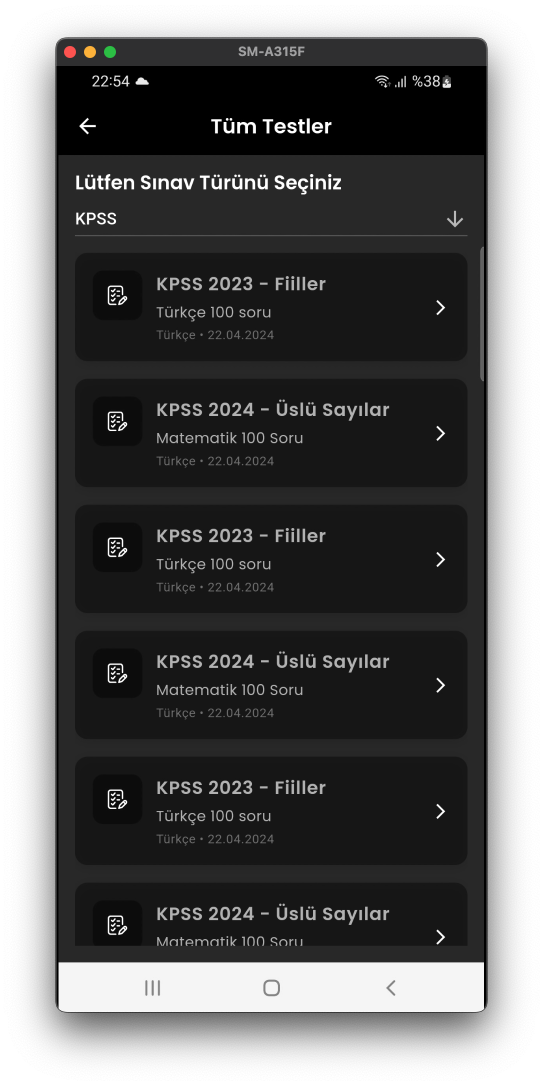 SM-A315F
22:54 %38
Tüm Testler
Lütfen Sınav Türünü Seçiniz
KPSS
KPSS 2023 - Fiiller
Türkçe 100 soru
Türkçe • 22.04.2024
KPSS 2024 - Üslü Sayılar
Matematik 100 Soru
Türkçe • 22.04.2024
KPSS 2023 - Fiiller
Türkçe 100 soru
Türkçe • 22.04.2024
KPSS 2024 - Üslü Sayılar
Matematik 100 Soru
Türkçe • 22.04.2024
KPSS 2023 - Fiiller
Türkçe 100 soru
Türkçe • 22.04.2024
KPSS 2024 - Üslü Sayılar
Matematik 100 Soru